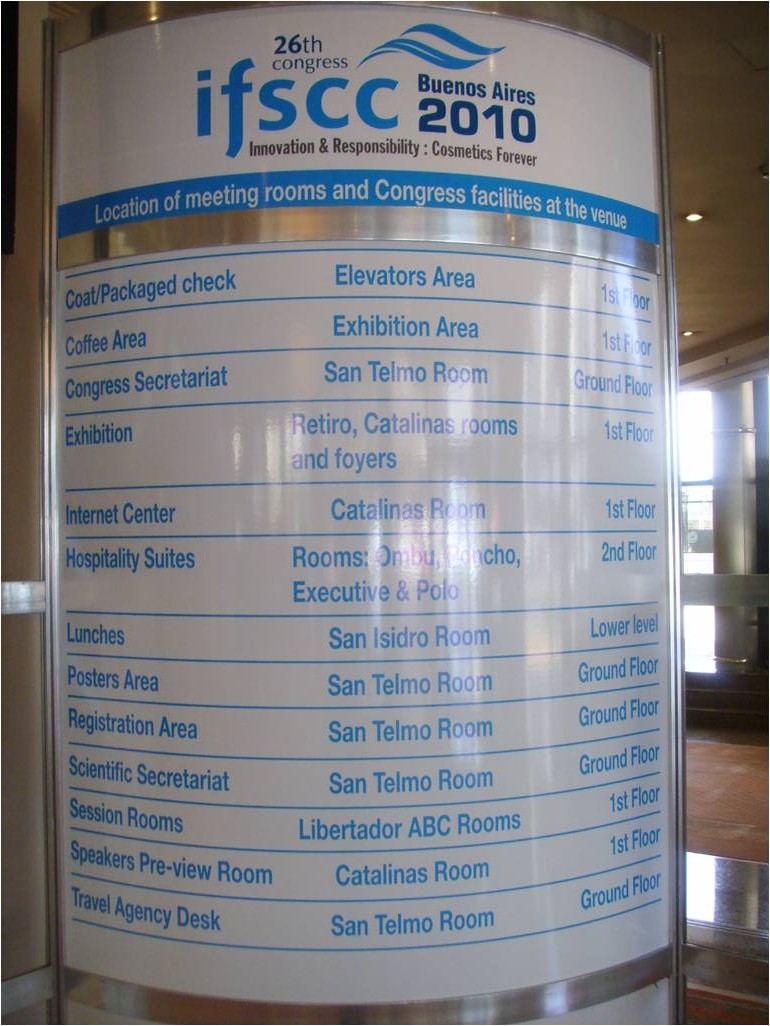 26th
congress
ifscc
Buenos Aires
2010
Innovation & Responsibility : Cosmetics Forever
Location of meeting rooms and Congress facilities at the venue
Coat/Packaged check Elevators Area 1st Floor
Coffee Area Exhibition Area 1st Floor
Congress Secretariat San Telmo Room Ground Floor
Exhibition Retiro, Catalinas rooms 1st Floor
and foyers
Internet Center Catalinas Room 1st Floor
Hospitality Suites Rooms: Ombu, Poncho, 2nd Floor
Executive & Polo
Lunches San Isidro Room Lower level
Posters Area San Telmo Room Ground Floor
Registration Area San Telmo Room Ground Floor
Scientific Secretariat San Telmo Room Ground Floor
Session Rooms Libertador ABC Rooms 1st Floor
Speakers Pre-view Room Catalinas Room 1st Floor
Travel Agency Desk San Telmo Room Ground Floor